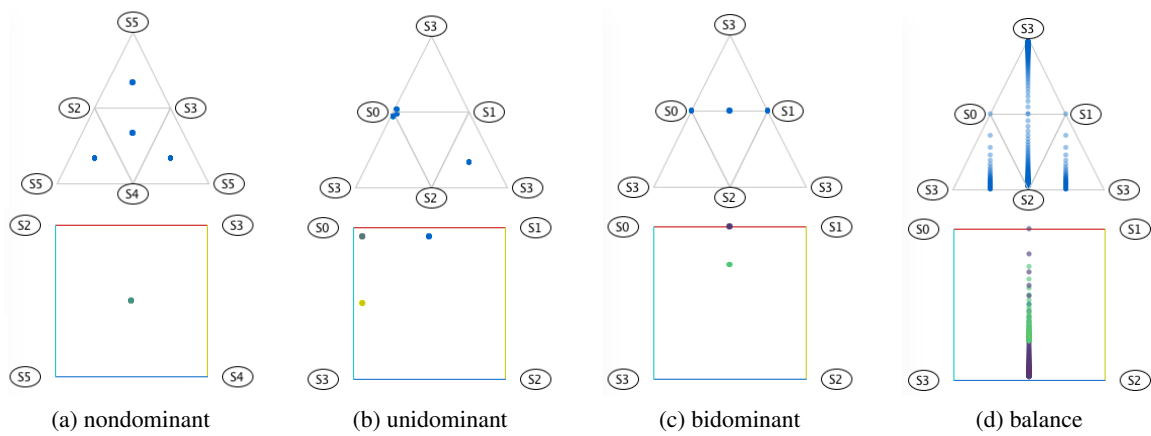 S5
S2 S3
S5 S4 S5
S2 S3
S5 S4
(a) nondominant
S3
S0 S1
S3 S2 S3
S0 S1
S3 S2
(b) unidominant
S3
S0 S1
S3 S2 S3
S0 S1
S3 S2
(c) bidominant
S3
S0 S1
S3 S2 S3
S0 S1
S3 S2
(d) balance